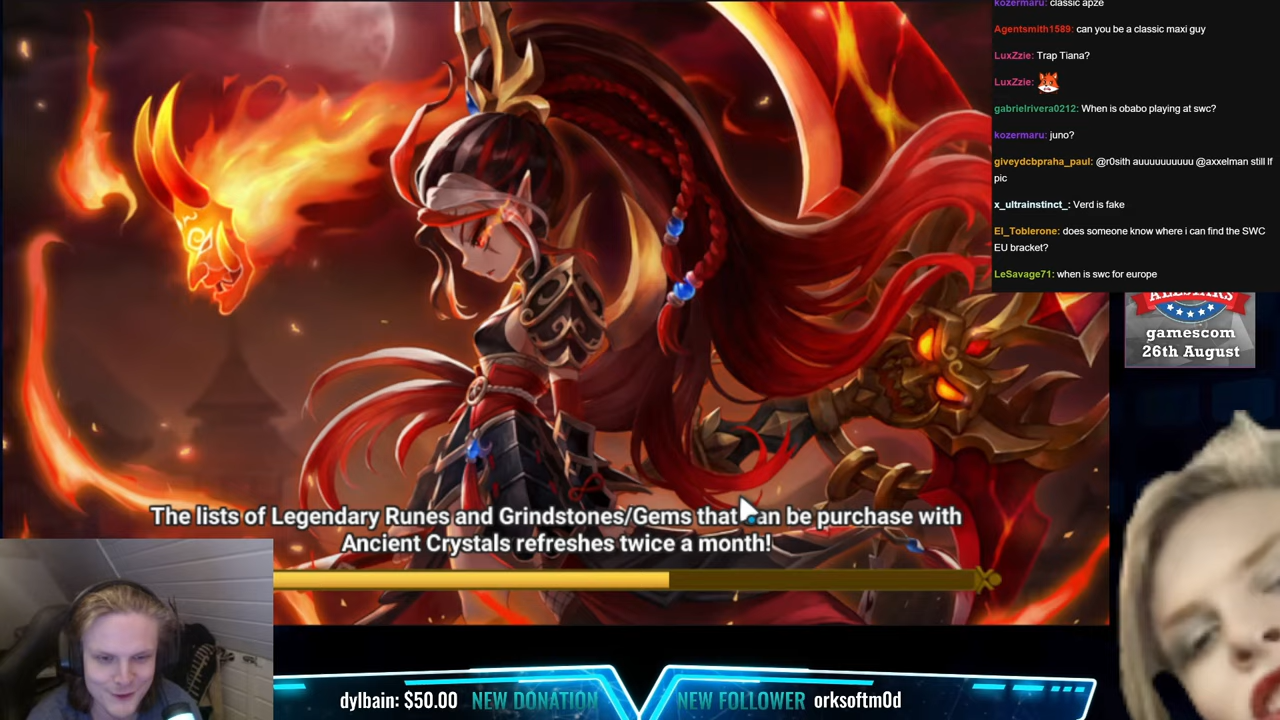 kozermaru: classic apze
Agentsmith1589: can you be a classic maxi guy
LuxZzie: Trap Tiana?
LuxZzie:
gabrielrivera0212: When is obabo playing at swc?
kozermaru: juno?
giveydcbpraha_paul: @r0sith auuuuuuuuuu @axxelman still lf
pic
x_ultrainstinct_: Verd is fake
El_Toblerone: does someone know where i can find the SWC
EU bracket?
LeSavage71: when is swc for europe
ALLSTARS
gamescom
26th August
The lists of Legendary Runes and Grindstones/Gems that can be purchase with
Ancient Crystals refreshes twice a month!
dylbain: $50.00 NEW DONATION
NEW FOLLOWER orksoftm0d